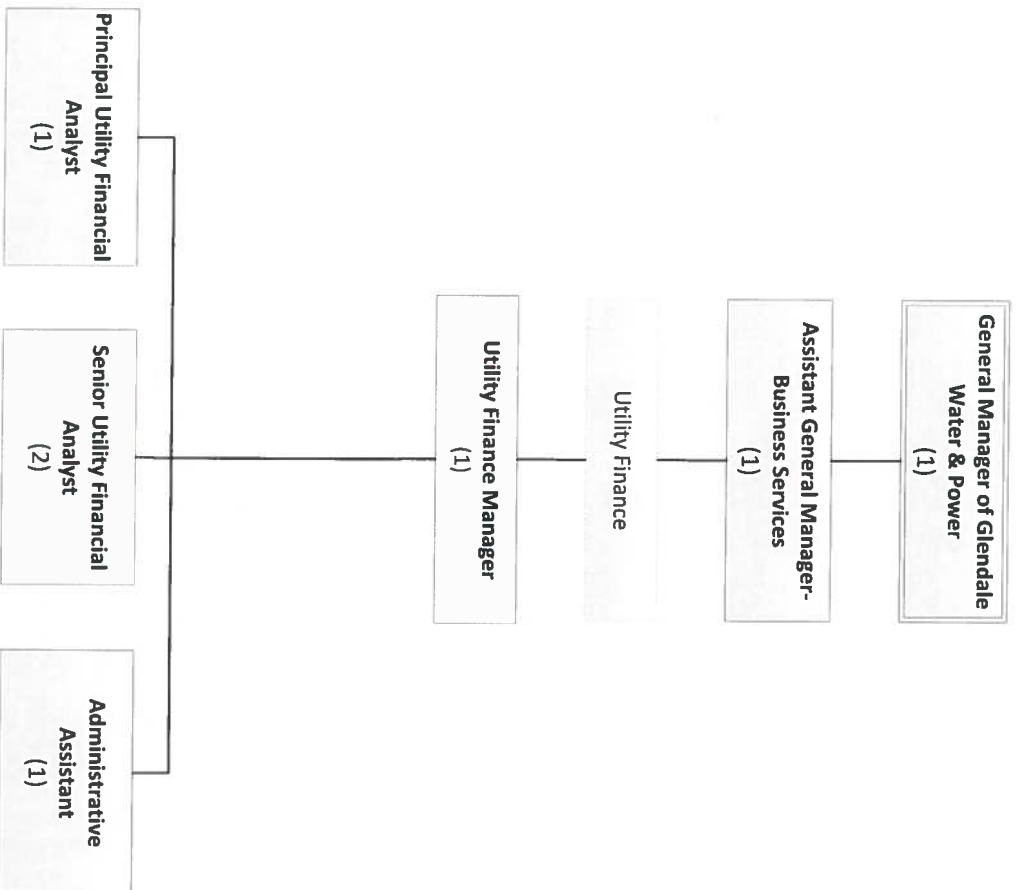 General Manager of Glendale
Water & Power
(1)
Assistant General Manager-
Business Services
(1)
Utility Finance
Utility Finance Manager
(1)
Principal Utility Financial
Analyst
(1)
Senior Utility Financial
Analyst
(2)
Administrative
Assistant
(1)